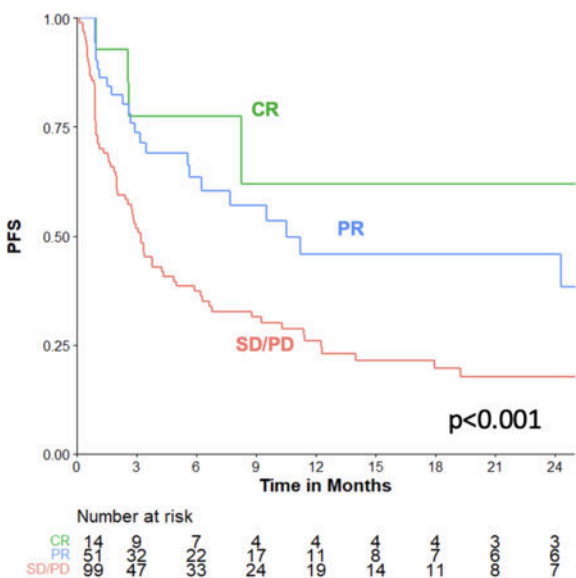 1.00
CR
0.75
PFS
PR
0.50
0.25
SD/PD
p<0.001
0.00
0 3 6 9 12 15 18 21 24
Time in Months
Number at risk
CR 14 9 7 4 4 4 4 3 3
PR 51 32 22 17 11 8 7 6 6
SD/PD 99 47 33 24 19 14 11 8 7